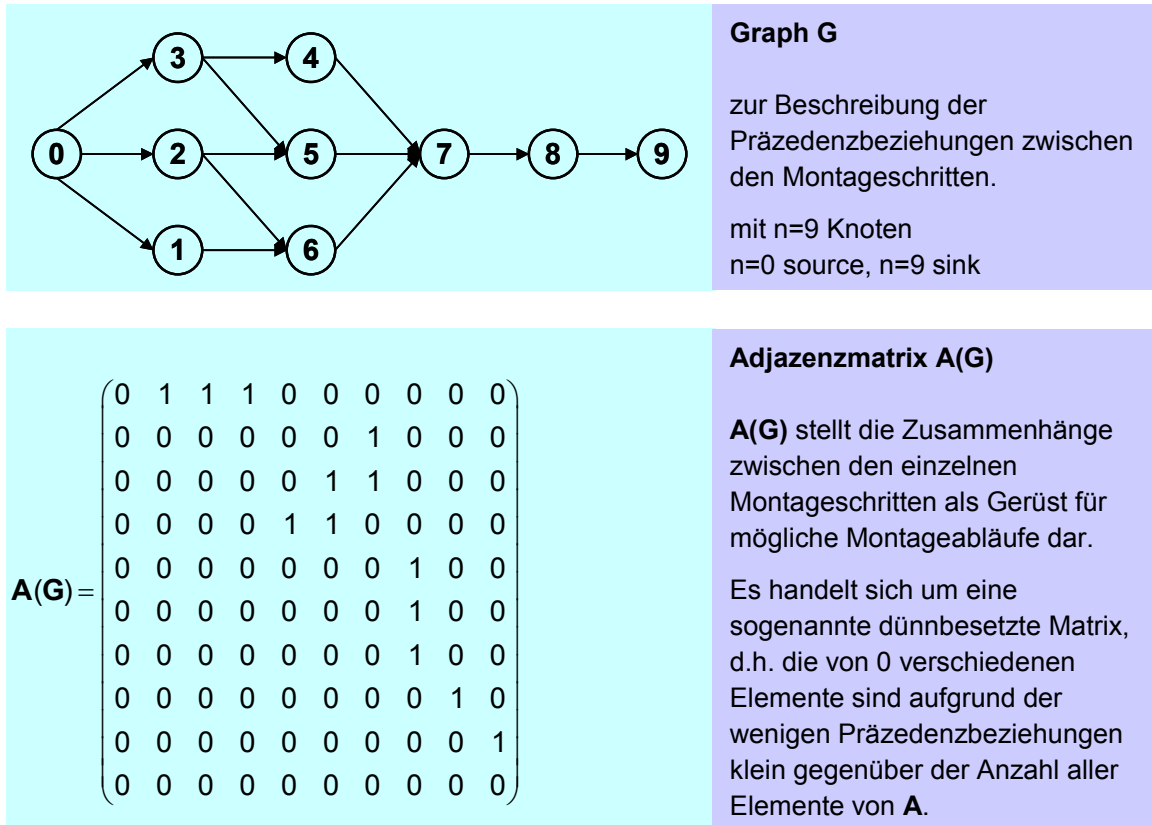 3 4
0 2 5 7 8 9
1 6
Graph G
zur Beschreibung der
Präzedenzbeziehungen zwischen
den Montageschritten.
mit n=9 Knoten
n=0 source, n=9 sink
A(G)=
0 1 1 1 0 0 0 0 0 0
0 0 0 0 0 0 1 0 0 0
0 0 0 0 0 1 1 0 0 0
0 0 0 0 1 1 0 0 0 0
0 0 0 0 0 0 0 1 0 0
0 0 0 0 0 0 0 1 0 0
0 0 0 0 0 0 0 1 0 0
0 0 0 0 0 0 0 0 1 0
0 0 0 0 0 0 0 0 0 1
0 0 0 0 0 0 0 0 0 0
Adjazenzmatrix A(G)
A(G) stellt die Zusammenhänge
zwischen den einzelnen
Montageschritten als Gerüst für
mögliche Montageabläufe dar.
Es handelt sich um eine
sogenannte dünnbesetzte Matrix,
d.h. die von 0 verschiedenen
Elemente sind aufgrund der
wenigen Präzedenzbeziehungen
klein gegenüber der Anzahl aller
Elemente von A.